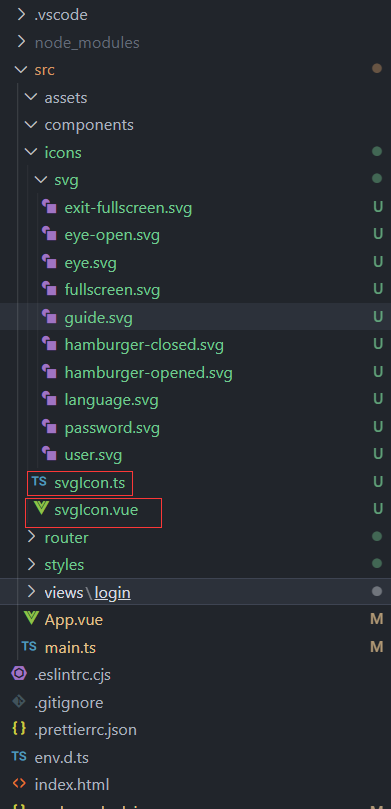 .vscode
node_modules
src
assets
components
icons
svg
exit-fullscreen.svg U
eye-open.svg U
eye.svg U
fullscreen.svg U
guide.svg U
hamburger-closed.svg U
hamburger-opened.svg U
language.svg U
password.svg U
user.svg U
TS svgIcon.ts U
svgIcon.vue U
router
styles
views\login
App.vue M
TS main.ts M
.eslintrc.cjs
.gitignore
{} .prettierrc.json
TS env.d.ts
<> index.html